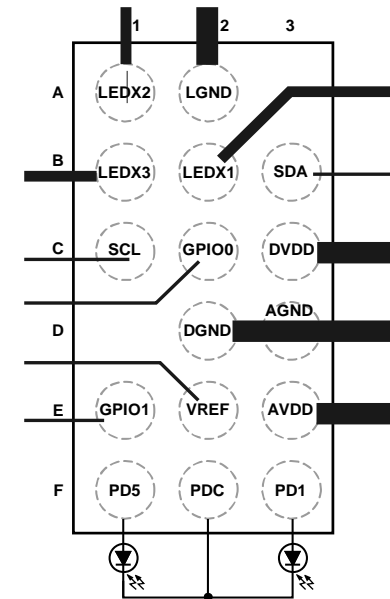 1 2 3
A LEDX2 LGND
B LEDX3 LEDX1 SDA
C SCL GPIO0 DVDD
AGND
D DGND
E GPIO1 VREF AVDD
F PD5 PDC PD1